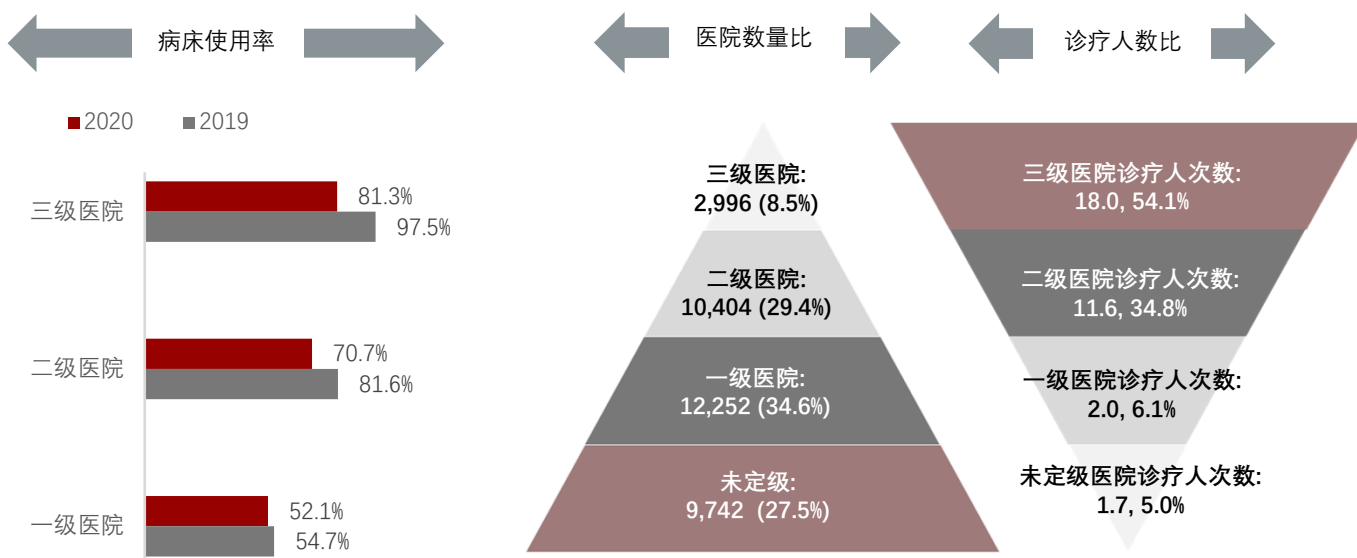 病床使用率
医院数量比
诊疗人数比
2020
2019
三级医院
81.3%
97.5%
二级医院
70.7%
81.6%
一级医院
52.1%
54.7%
三级医院:
2,996 (8.5%)
二级医院:
10,404 (29.4%)
一级医院:
12,252 (34.6%)
未定级:
9,742 (27.5%)
三级医院诊疗人次数:
18.0, 54.1%
二级医院诊疗人次数:
11.6, 34.8%
一级医院诊疗人次数:
2.0, 6.1%
未定级医院诊疗人次数:
1.7, 5.0%